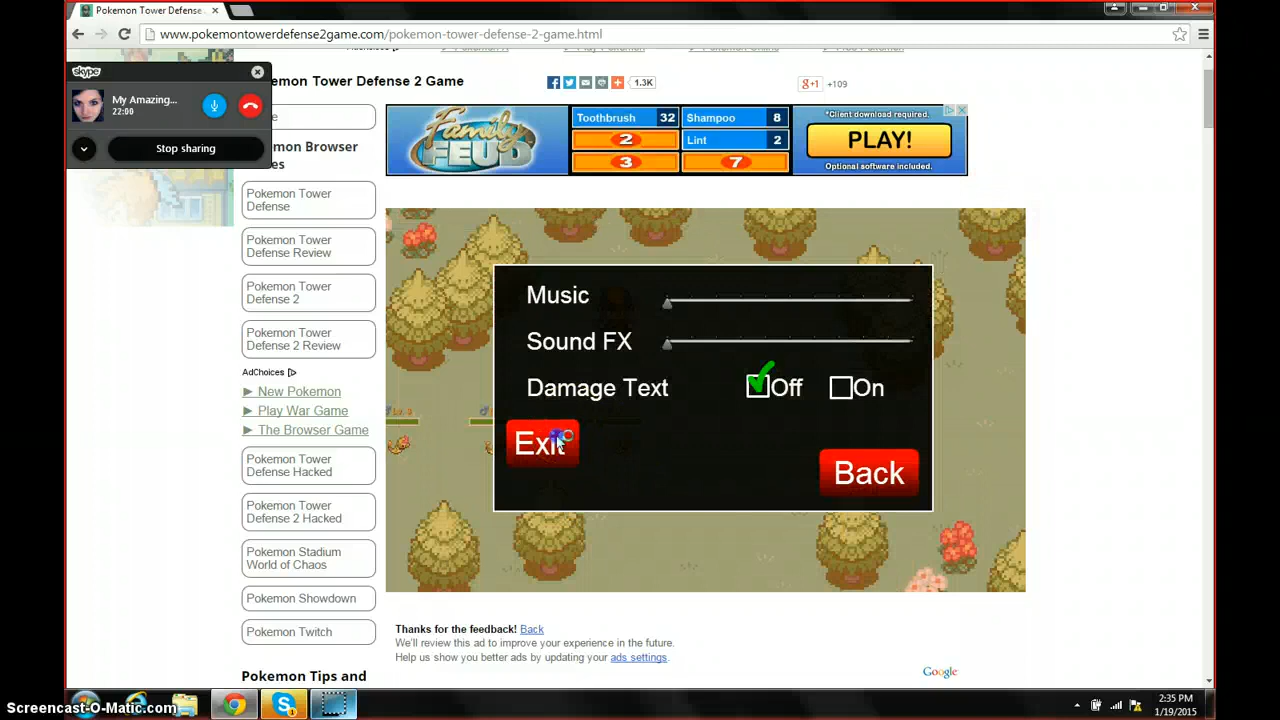 Pokemon Tower Defense
www.pokemontowerdefense2game.com/pokemon-tower-defense-2-game.html
skype
My Amazing...
22:00
Stop sharing
emon Tower Defense 2 Game
1.3K
+1
+109
Family
FEUD
Toothbrush 32
Shampoo 8
2
Lint 2
3
7
*Client download required.
PLAY!
Optional software included.
emon Browser
es
Pokemon Tower
Defense
Pokemon Tower
Defense Review
Pokemon Tower
Defense 2
Pokemon Tower
Defense 2 Review
AdChoices
► New Pokemon
► Play War Game
► The Browser Game
Pokemon Tower
Defense Hacked
Pokemon Tower
Defense 2 Hacked
Pokemon Stadium
World of Chaos
Pokemon Showdown
Pokemon Twitch
Pokemon Tips and
Music
Sound FX
Damage Text
Off
On
Exit
Back
Thanks for the feedback! Back
We'll review this ad to improve your experience in the future.
Help us show you better ads by updating your ads settings.
Google
2:35 PM
1/19/2015
Screencast-O-Matic.com